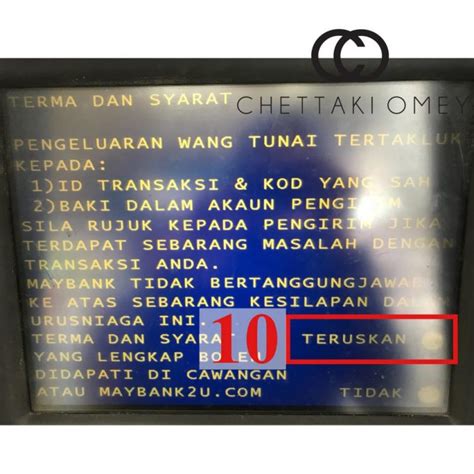 TERMA DAN SYARAT
CHETTAKI OMEY
PENGELUARAN WANG TUNAI TERTAKLUK
KEPADA:
1)ID TRANSAKSI & KOD YANG SAH
2)BAKI DALAM AKAUN PENGIRIM
SILA RUJUK KEPADA PENGIRIM JIKA
TERDAPAT SEBARANG MASALAH DENGAN
TRANSAKSI ANDA.
MAYBANK TIDAK BERTANGGUNGJAWAB
KE ATAS SEBARANG KESILAPAN DALAM
URUSNIAGA INI.
10
TERMA DAN SYARAT TERUSKAN
YANG LENGKAP BOLEH
DIDAPATI DI CAWANGAN
ATAU MAYBANK2U.COM TIDAK